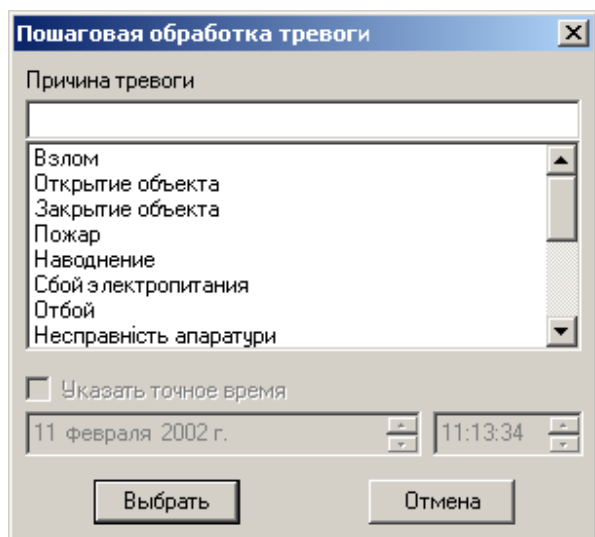 Пошаговая обработка тревоги
Причина тревоги
Взлом
Открытие объекта
Закрытие объекта
Пожар
Наводнение
Сбой электропитания
Отбой
Несправність апаратури
Указать точное время
11 февраля 2002 г. 11:13:34
Выбрать Отмена